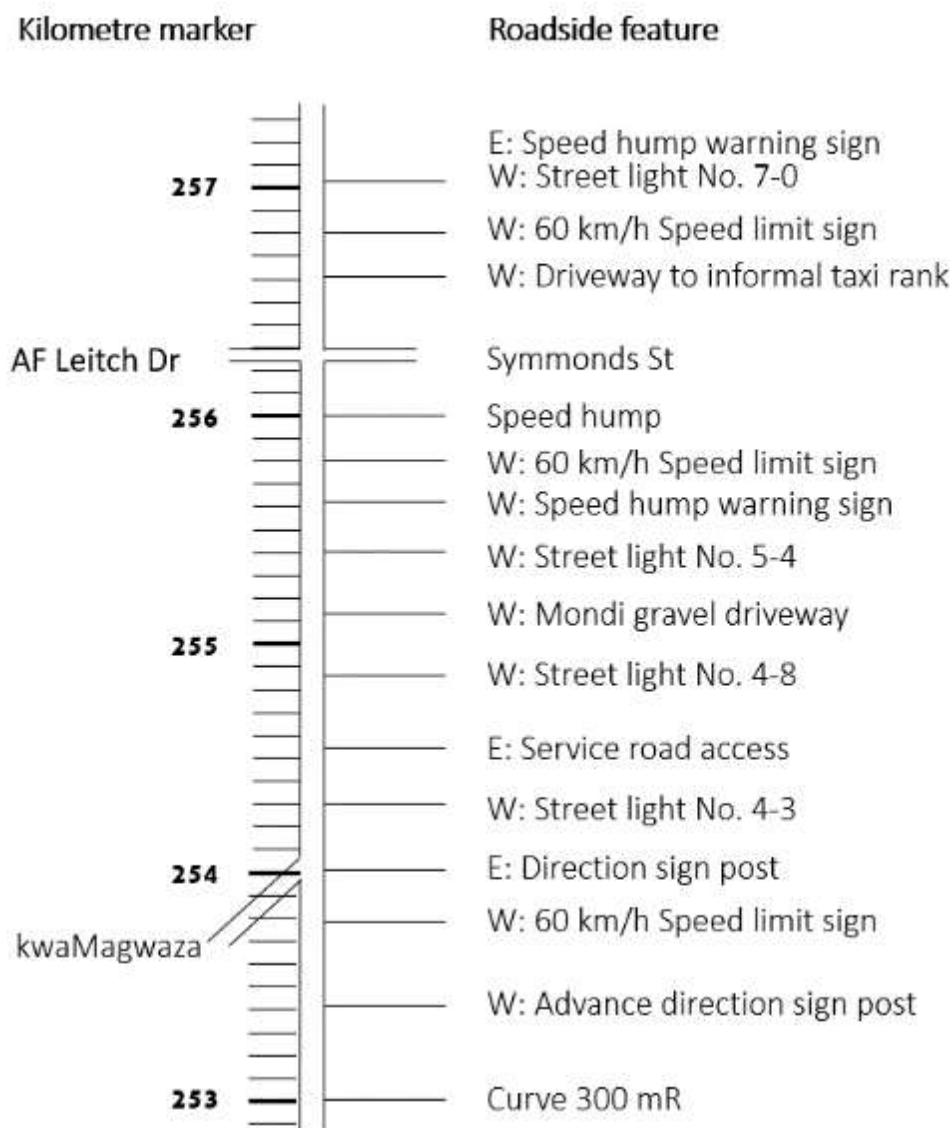 Kilometre marker Roadside feature
E: Speed hump warning sign
257 W: Street light No. 7-0
W: 60 km/h Speed limit sign
W: Driveway to informal taxi rank
AF Leitch Dr Symmonds St
256 Speed hump
W: 60 km/h Speed limit sign
W: Speed hump warning sign
W: Street light No. 5-4
W: Mondi gravel driveway
255
W: Street light No. 4-8
E: Service road access
W: Street light No. 4-3
254 E: Direction sign post
W: 60 km/h Speed limit sign
kwaMagwaza
W: Advance direction sign post
253 Curve 300 mR